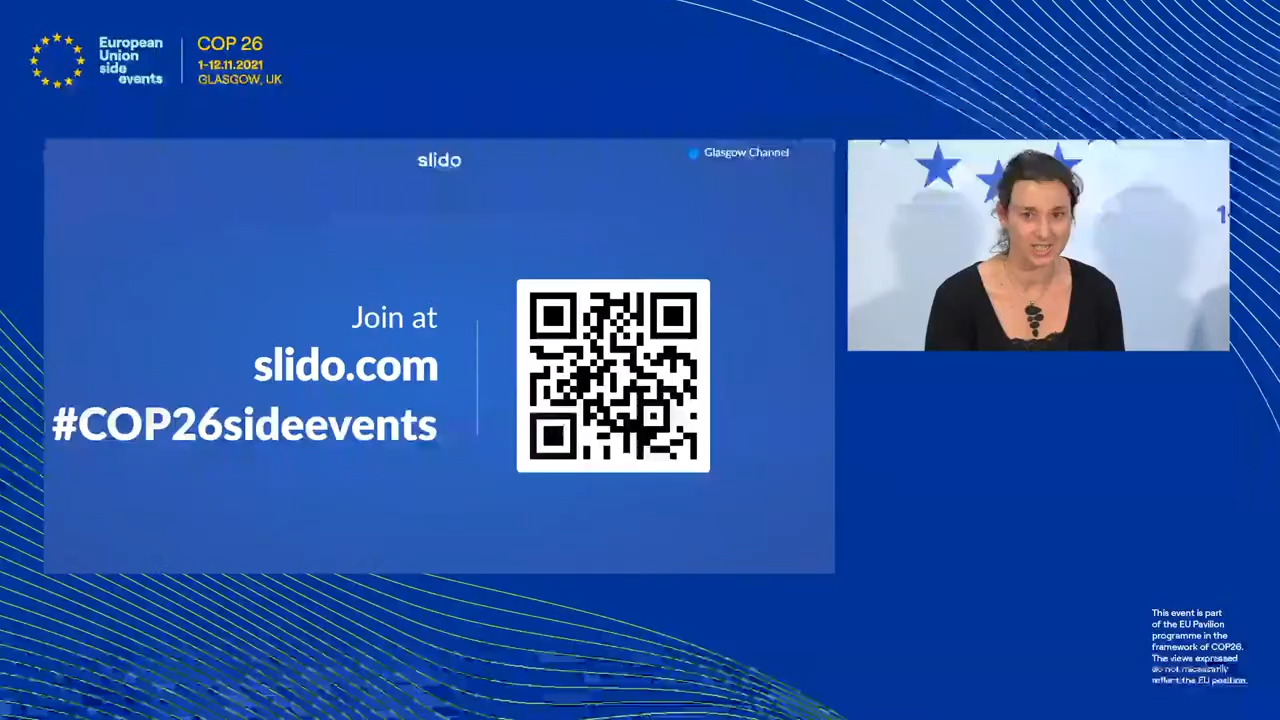 European
Union
side
events
COP 26
1-12.11.2021
GLASGOW, UK
slido
Glasgow Channel
Join at
slido.com
#COP26sideevents
1
This event is part
of the EU Pavilion
programme in the
framework of COP26.
The views expressed
do not necessarily
reflect the EU position.